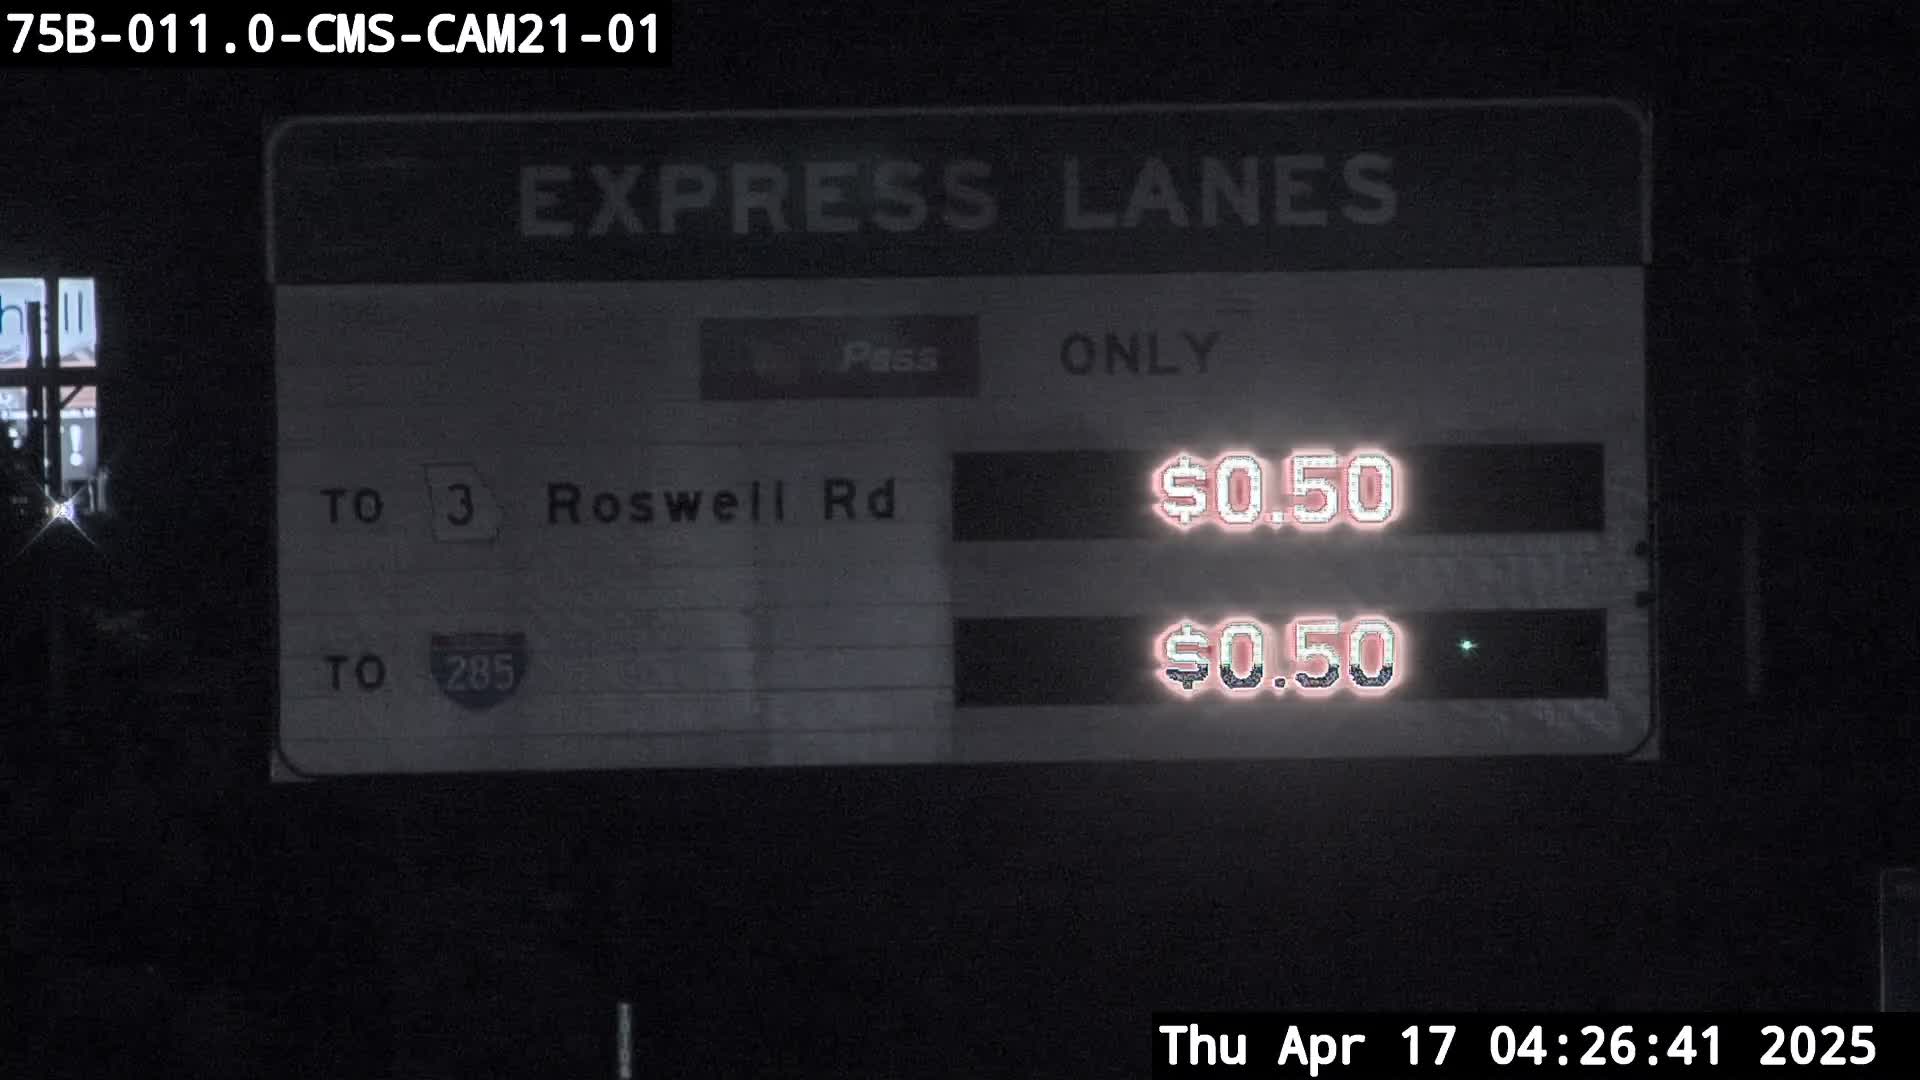 75B-011.0-CMS-CAM21-01
EXPRESS LANES
Pass ONLY
TO 3 Roswell Rd $0.50
TO 285 $0.50
Thu Apr 17 04:26:41 2025